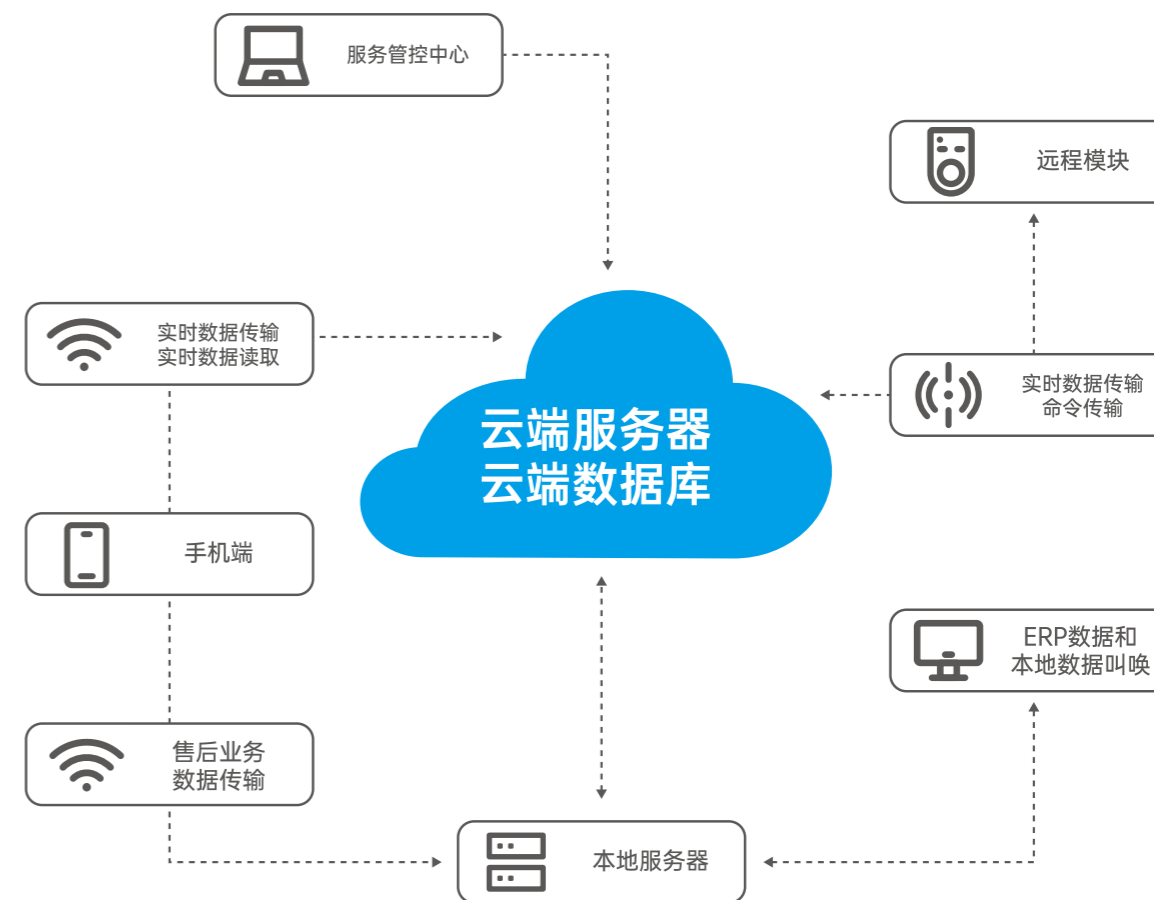 服务管控中心
远程模块
实时数据传输
实时数据读取
实时数据传输
命令传输
云端服务器
云端数据库
手机端
ERP数据和
本地数据叫唤
售后业务
数据传输
本地服务器